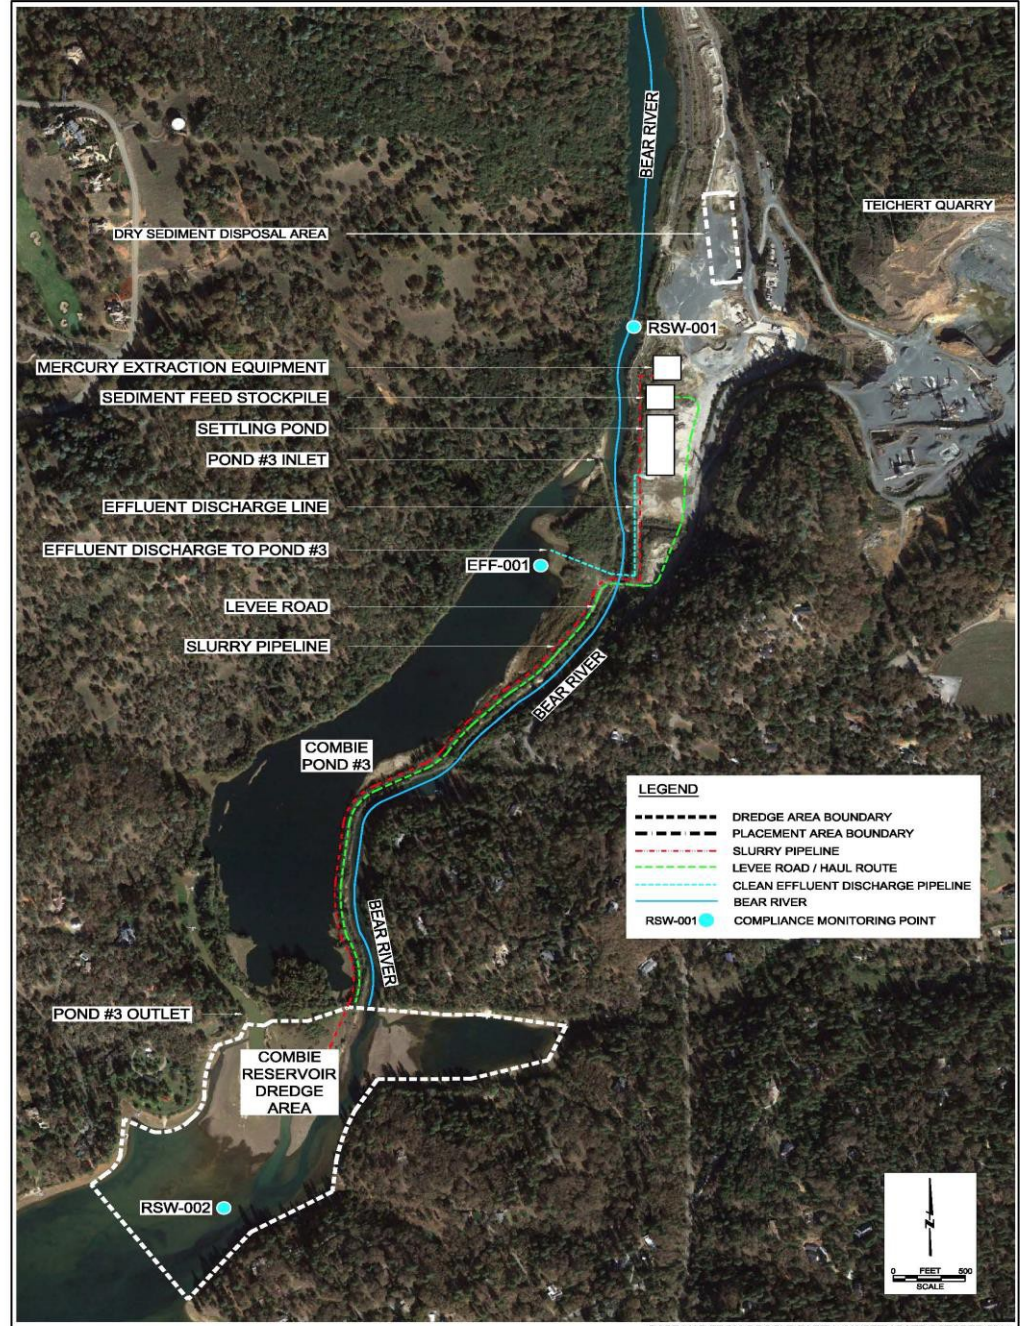 BEAR RIVER
TEICHERT QUARRY
DRY SEDIMENT DISPOSAL AREA
RSW-001
MERCURY EXTRACTION EQUIPMENT
SEDIMENT FEED STOCKPILE
SETTLING POND
POND #3 INLET
EFFLUENT DISCHARGE LINE
EFFLUENT DISCHARGE TO POND #3
EFF-001
LEVEE ROAD
SLURRY PIPELINE
BEAR RIVER
COMBIE
POND #3
LEGEND
DREDGE AREA BOUNDARY
PLACEMENT AREA BOUNDARY
SLURRY PIPELINE
LEVEE ROAD / HAUL ROUTE
CLEAN EFFLUENT DISCHARGE PIPELINE
BEAR RIVER
RSW-001 COMPLIANCE MONITORING POINT
BEAR RIVER
POND #3 OUTLET
COMBIE
RESERVOIR
DREDGE
AREA
RSW-002
N
0 FEET 500
SCALE